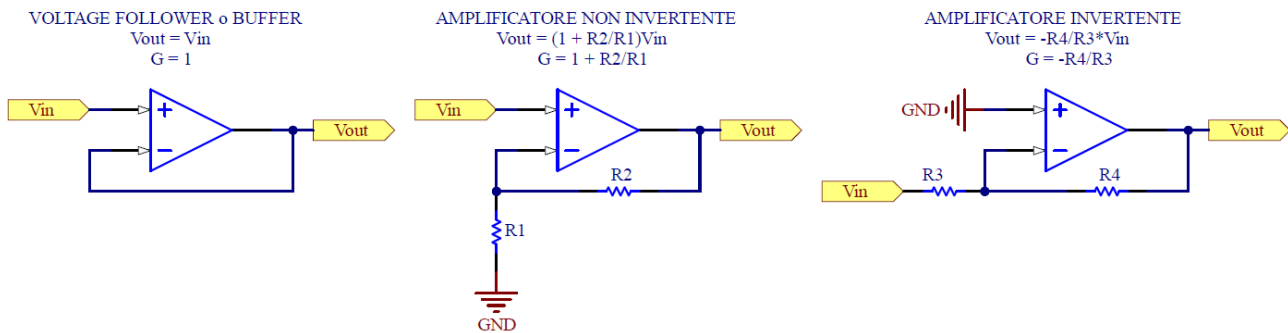 VOLTAGE FOLLOWER o BUFFER
Vout = Vin
G = 1
Vin
+
−
Vout
AMPLIFICATORE NON INVERTENTE
Vout = (1 + R2/R1)Vin
G = 1 + R2/R1
Vin
+
−
Vout
R2
R1
GND
AMPLIFICATORE INVERTENTE
Vout = -R4/R3*Vin
G = -R4/R3
GND
+
−
Vout
Vin
R3
R4